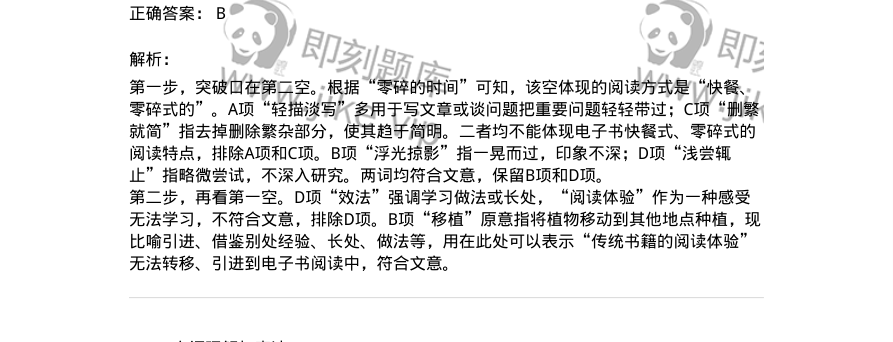 正确答案： B
解析：
第一步，突破口在第二空。根据“零碎的时间”可知，该空体现的阅读方式是“快餐、
零碎式的”。A项“轻描淡写”多用于写文章或谈问题把重要问题轻轻带过；C项“删繁
就简”指去掉删除繁杂部分，使其趋于简明。二者均不能体现电子书快餐式、零碎式的
阅读特点，排除A项和C项。B项“浮光掠影”指一晃而过，印象不深；D项“浅尝辄
止”指略微尝试，不深入研究。两词均符合文意，保留B项和D项。
第二步，再看第一空。D项“效法”强调学习做法或长处，“阅读体验”作为一种感受
无法学习，不符合文意，排除D项。B项“移植”原意指将植物移动到其他地点种植，现
比喻引进、借鉴别处经验、长处、做法等，用在此处可以表示“传统书籍的阅读体验”
无法转移、引进到电子书阅读中，符合文意。
即刻题库